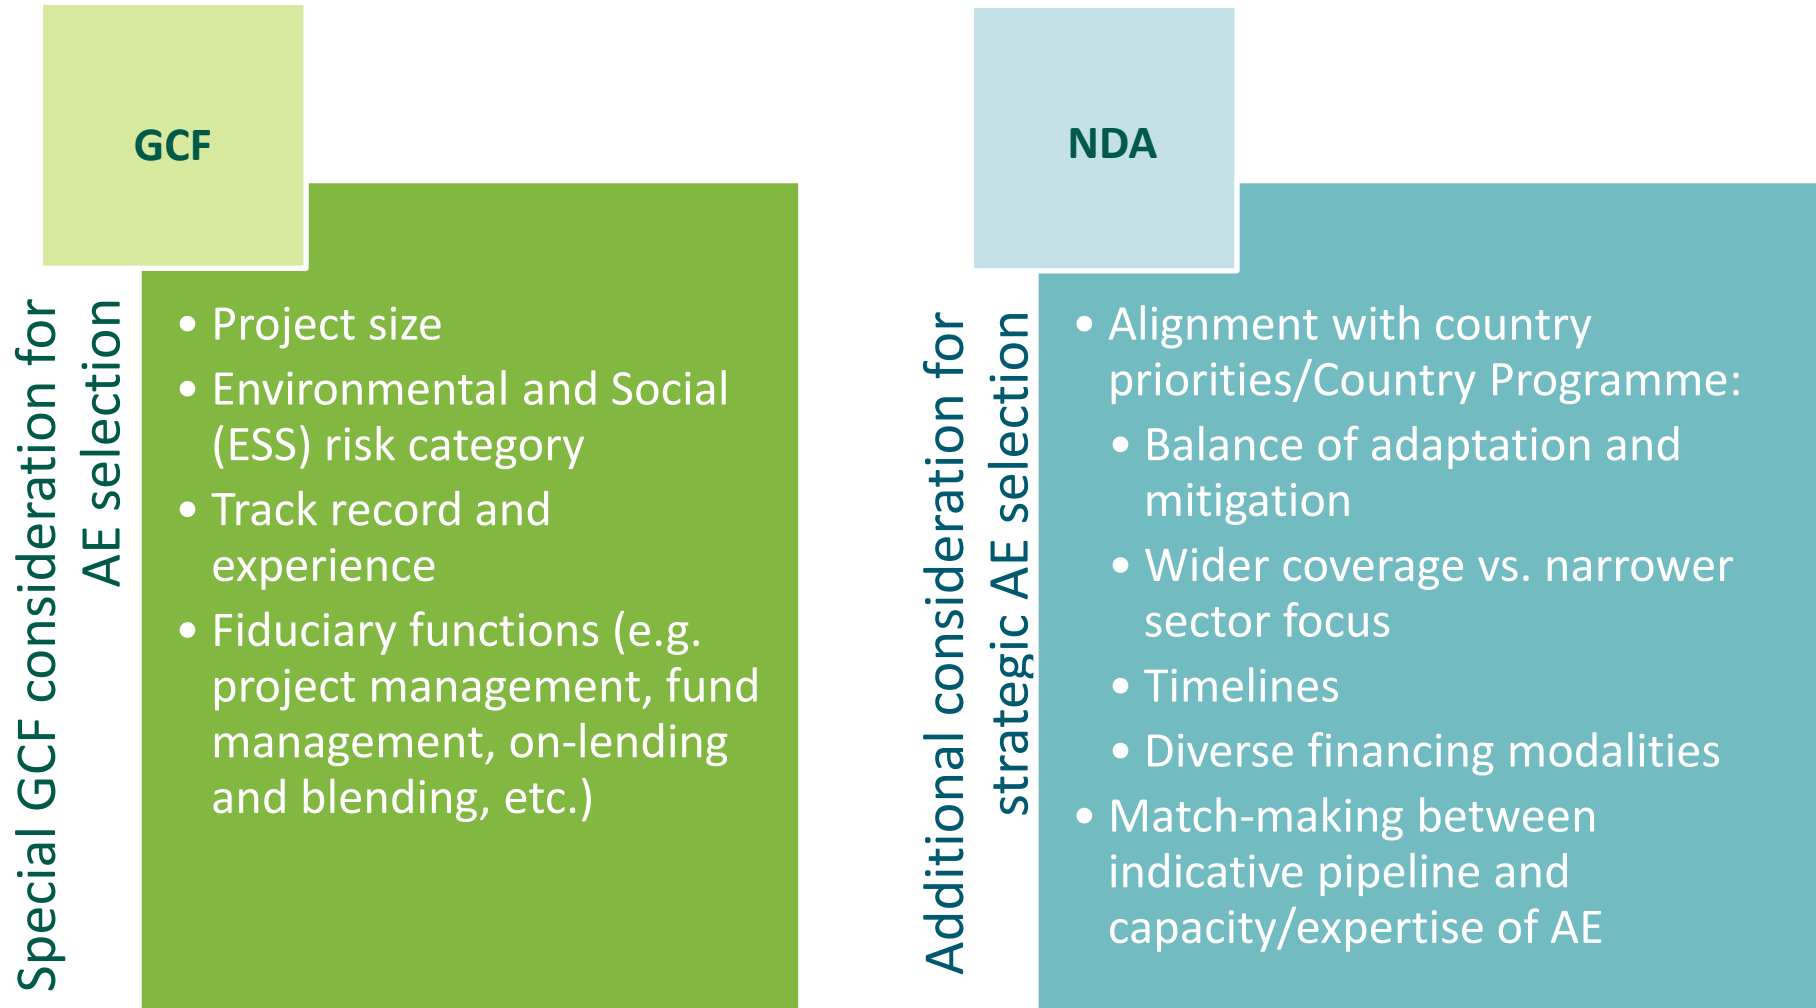 GCF
Special GCF consideration for
AE selection
• Project size
• Environmental and Social
(ESS) risk category
• Track record and
experience
• Fiduciary functions (e.g.
project management, fund
management, on-lending
and blending, etc.)
NDA
Additional consideration for
strategic AE selection
• Alignment with country
priorities/Country Programme:
• Balance of adaptation and
mitigation
• Wider coverage vs. narrower
sector focus
• Timelines
• Diverse financing modalities
• Match-making between
indicative pipeline and
capacity/expertise of AE